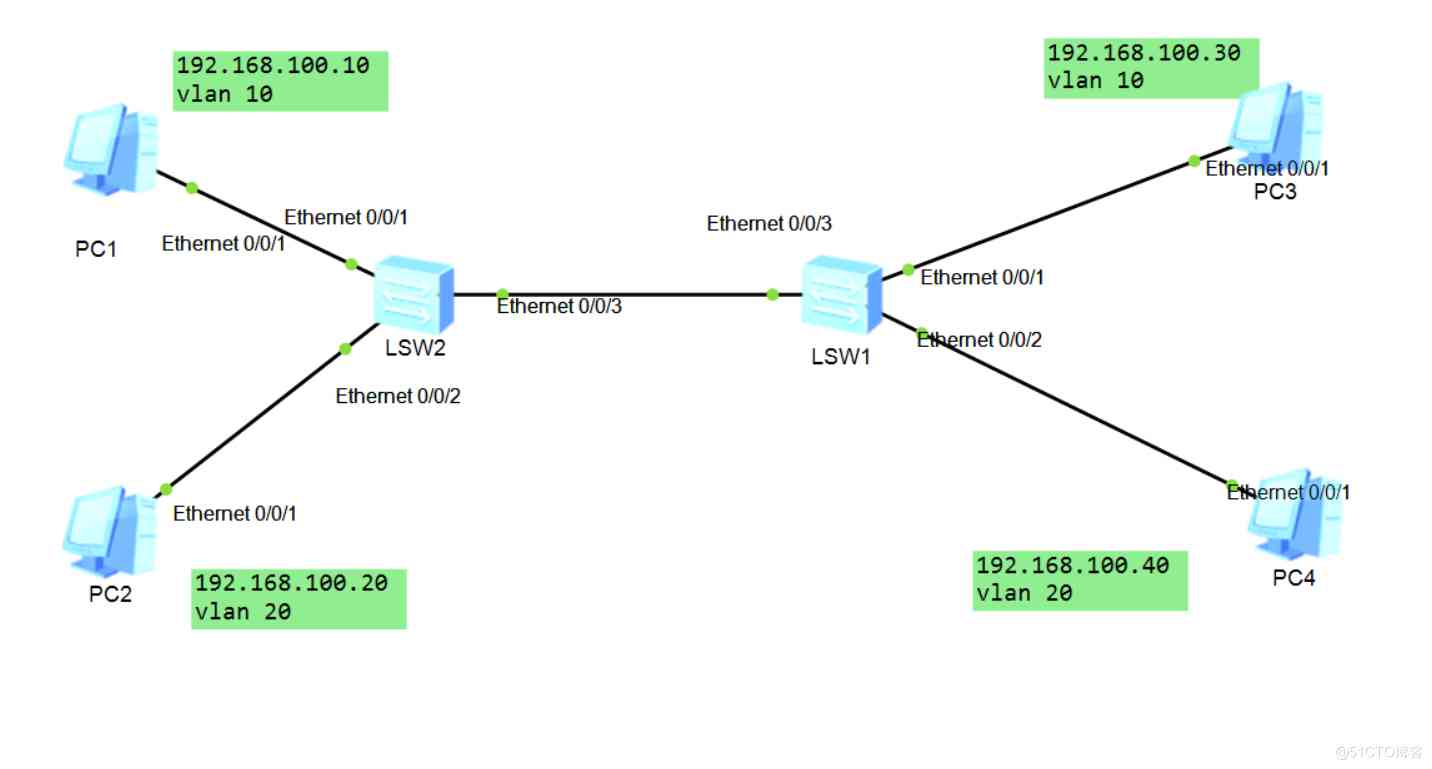 192.168.100.10
vlan 10
192.168.100.30
vlan 10
Ethernet 0/0/1
PC3
Ethernet 0/0/1
Ethernet 0/0/1
PC1
Ethernet 0/0/3
Ethernet 0/0/1
Ethernet 0/0/3
LSW2
LSW1
Ethernet 0/0/2
Ethernet 0/0/2
Ethernet 0/0/1
Ethernet 0/0/1
PC2
192.168.100.20
vlan 20
192.168.100.40
vlan 20
PC4
@51CTO博客